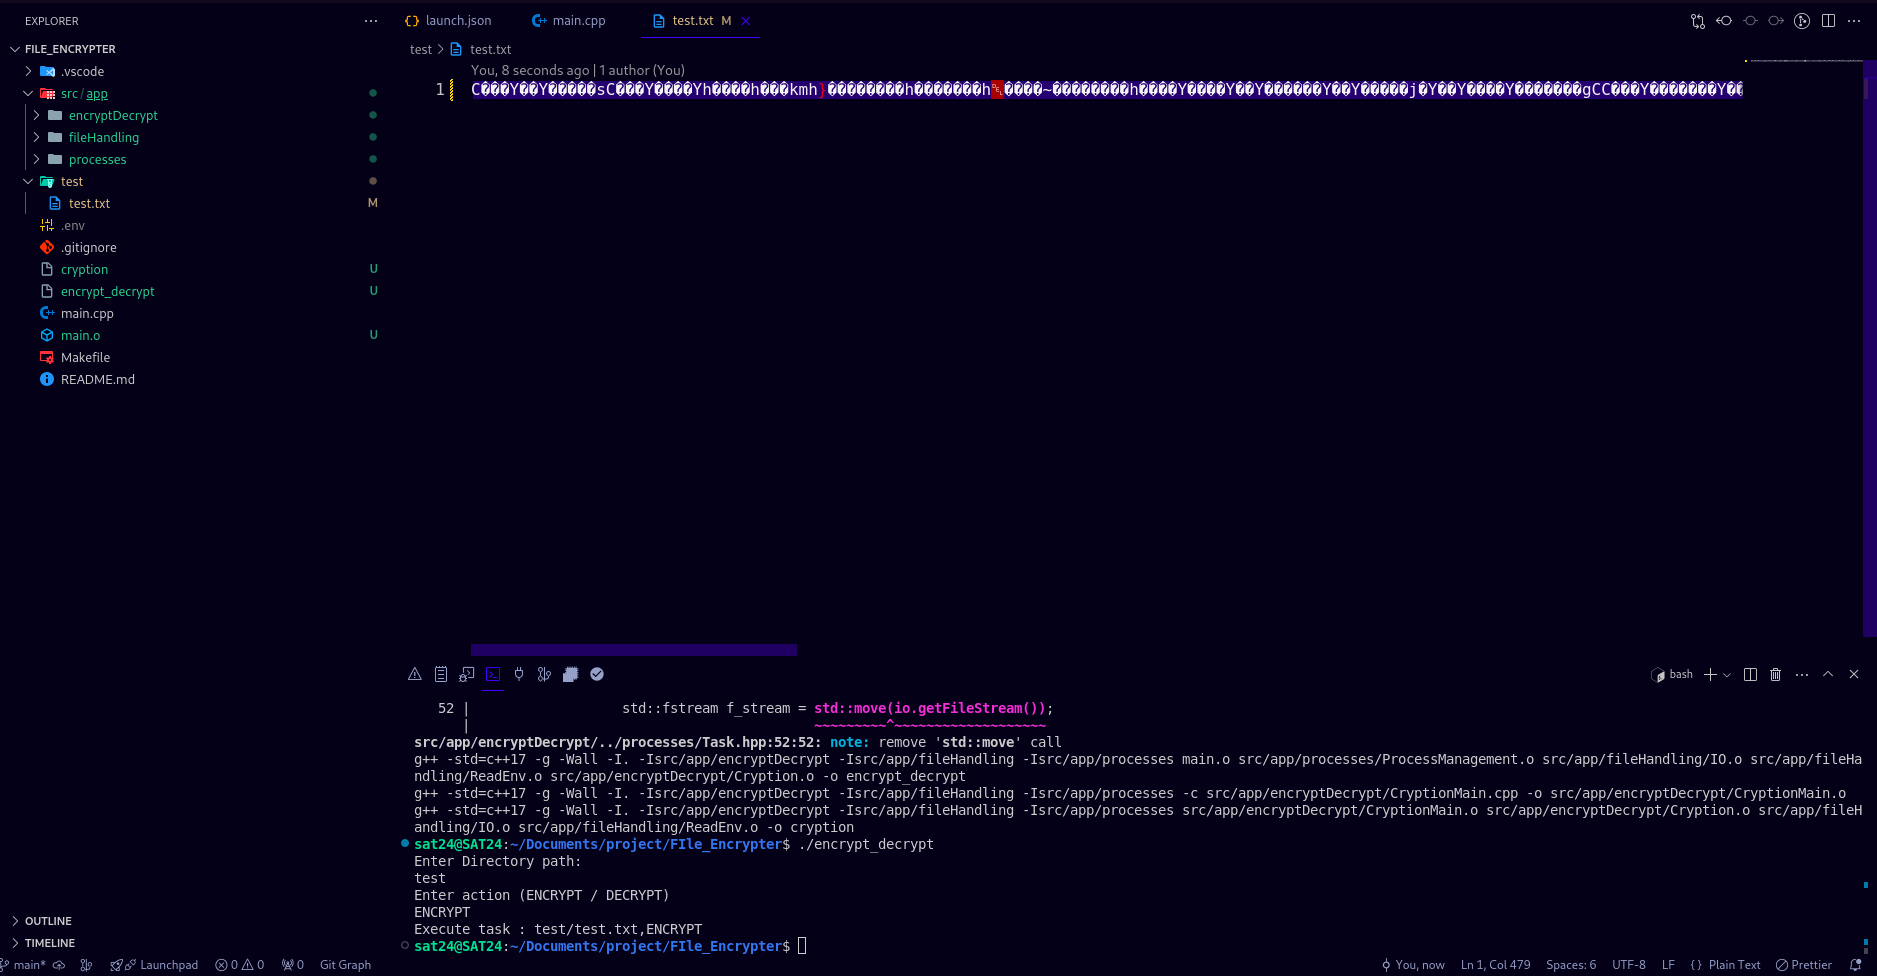 EXPLORER
launch.json
main.cpp
test.txt M
FILE_ENCRYPTER
test > test.txt
.vscode
You, 8 seconds ago | 1 author (You)
src / app
1 C���Y��Y�����sC���Y����Yh����h���kmh}��������h�������h␡����~��������h����Y����Y��Y������Y��Y�����j�Y��Y����Y�������gCC���Y�������Y��
encryptDecrypt
fileHandling
processes
test
test.txt M
.env
.gitignore
cryption U
encrypt_decrypt U
main.cpp
main.o U
Makefile
README.md
bash
52 | std::fstream f_stream = std::move(io.getFileStream());
| ~~~~~~~~~^~~~~~~~~~~~~~~~~~~
src/app/encryptDecrypt/../processes/Task.hpp:52:52: note: remove 'std::move' call
g++ -std=c++17 -g -Wall -I. -Isrc/app/encryptDecrypt -Isrc/app/fileHandling -Isrc/app/processes main.o src/app/processes/ProcessManagement.o src/app/fileHandling/IO.o src/app/fileHa
ndling/ReadEnv.o src/app/encryptDecrypt/Cryption.o -o encrypt_decrypt
g++ -std=c++17 -g -Wall -I. -Isrc/app/encryptDecrypt -Isrc/app/fileHandling -Isrc/app/processes -c src/app/encryptDecrypt/CryptionMain.cpp -o src/app/encryptDecrypt/CryptionMain.o
g++ -std=c++17 -g -Wall -I. -Isrc/app/encryptDecrypt -Isrc/app/fileHandling -Isrc/app/processes src/app/encryptDecrypt/CryptionMain.o src/app/encryptDecrypt/Cryption.o src/app/fileH
andling/IO.o src/app/fileHandling/ReadEnv.o -o cryption
sat24@SAT24:~/Documents/project/FIle_Encrypter$ ./encrypt_decrypt
Enter Directory path:
test
Enter action (ENCRYPT / DECRYPT)
ENCRYPT
Execute task : test/test.txt,ENCRYPT
sat24@SAT24:~/Documents/project/FIle_Encrypter$
OUTLINE
TIMELINE
main* Launchpad 0 0 0 Git Graph You, now Ln 1, Col 479 Spaces: 6 UTF-8 LF {} Plain Text Prettier